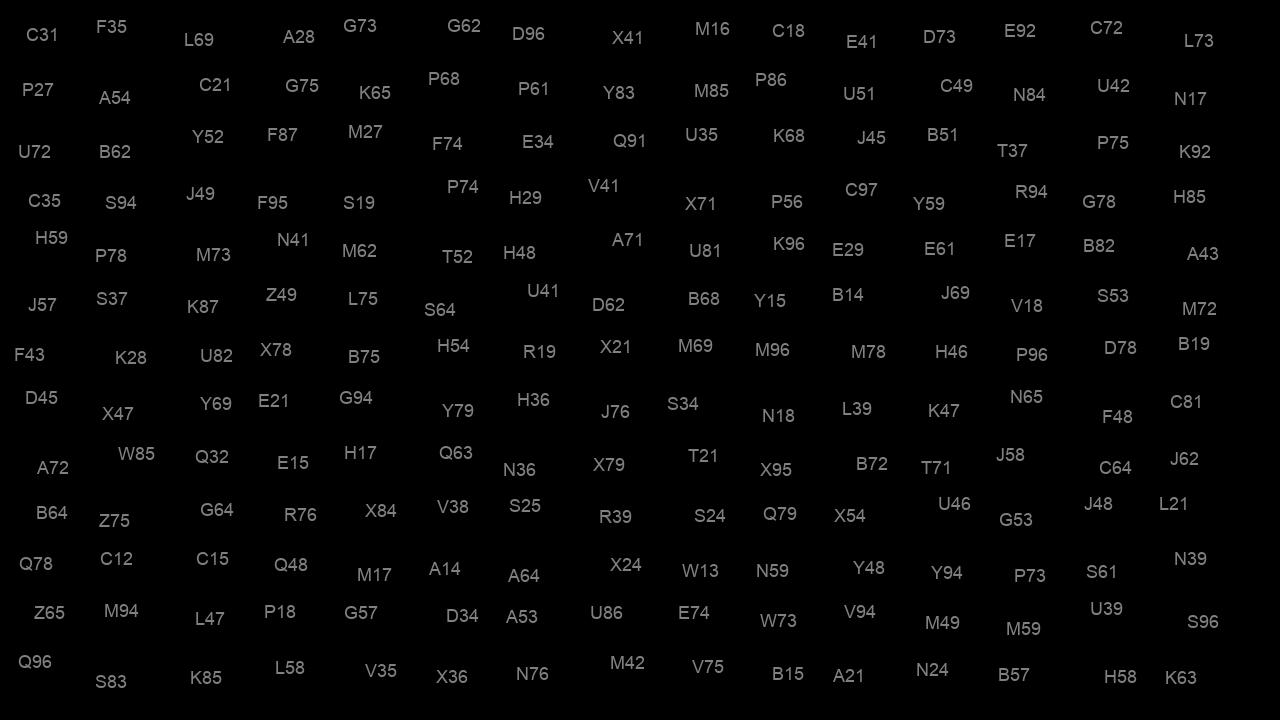 C31 F35 L69 A28 G73 G62 D96 X41 M16 C18 E41 D73 E92 C72 L73
P27 A54 C21 G75 K65 P68 P61 Y83 M85 P86 U51 C49 N84 U42 N17
U72 B62 Y52 F87 M27 F74 E34 Q91 U35 K68 J45 B51 T37 P75 K92
C35 S94 J49 F95 S19 P74 H29 V41 X71 P56 C97 Y59 R94 G78 H85
H59 P78 M73 N41 M62 T52 H48 A71 U81 K96 E29 E61 E17 B82 A43
J57 S37 K87 Z49 L75 S64 U41 D62 B68 Y15 B14 J69 V18 S53 M72
F43 K28 U82 X78 B75 H54 R19 X21 M69 M96 M78 H46 P96 D78 B19
D45 X47 Y69 E21 G94 Y79 H36 J76 S34 N18 L39 K47 N65 F48 C81
A72 W85 Q32 E15 H17 Q63 N36 X79 T21 X95 B72 T71 J58 C64 J62
B64 Z75 G64 R76 X84 V38 S25 R39 S24 Q79 X54 U46 G53 J48 L21
Q78 C12 C15 Q48 M17 A14 A64 X24 W13 N59 Y48 Y94 P73 S61 N39
Z65 M94 L47 P18 G57 D34 A53 U86 E74 W73 V94 M49 M59 U39 S96
Q96 S83 K85 L58 V35 X36 N76 M42 V75 B15 A21 N24 B57 H58 K63